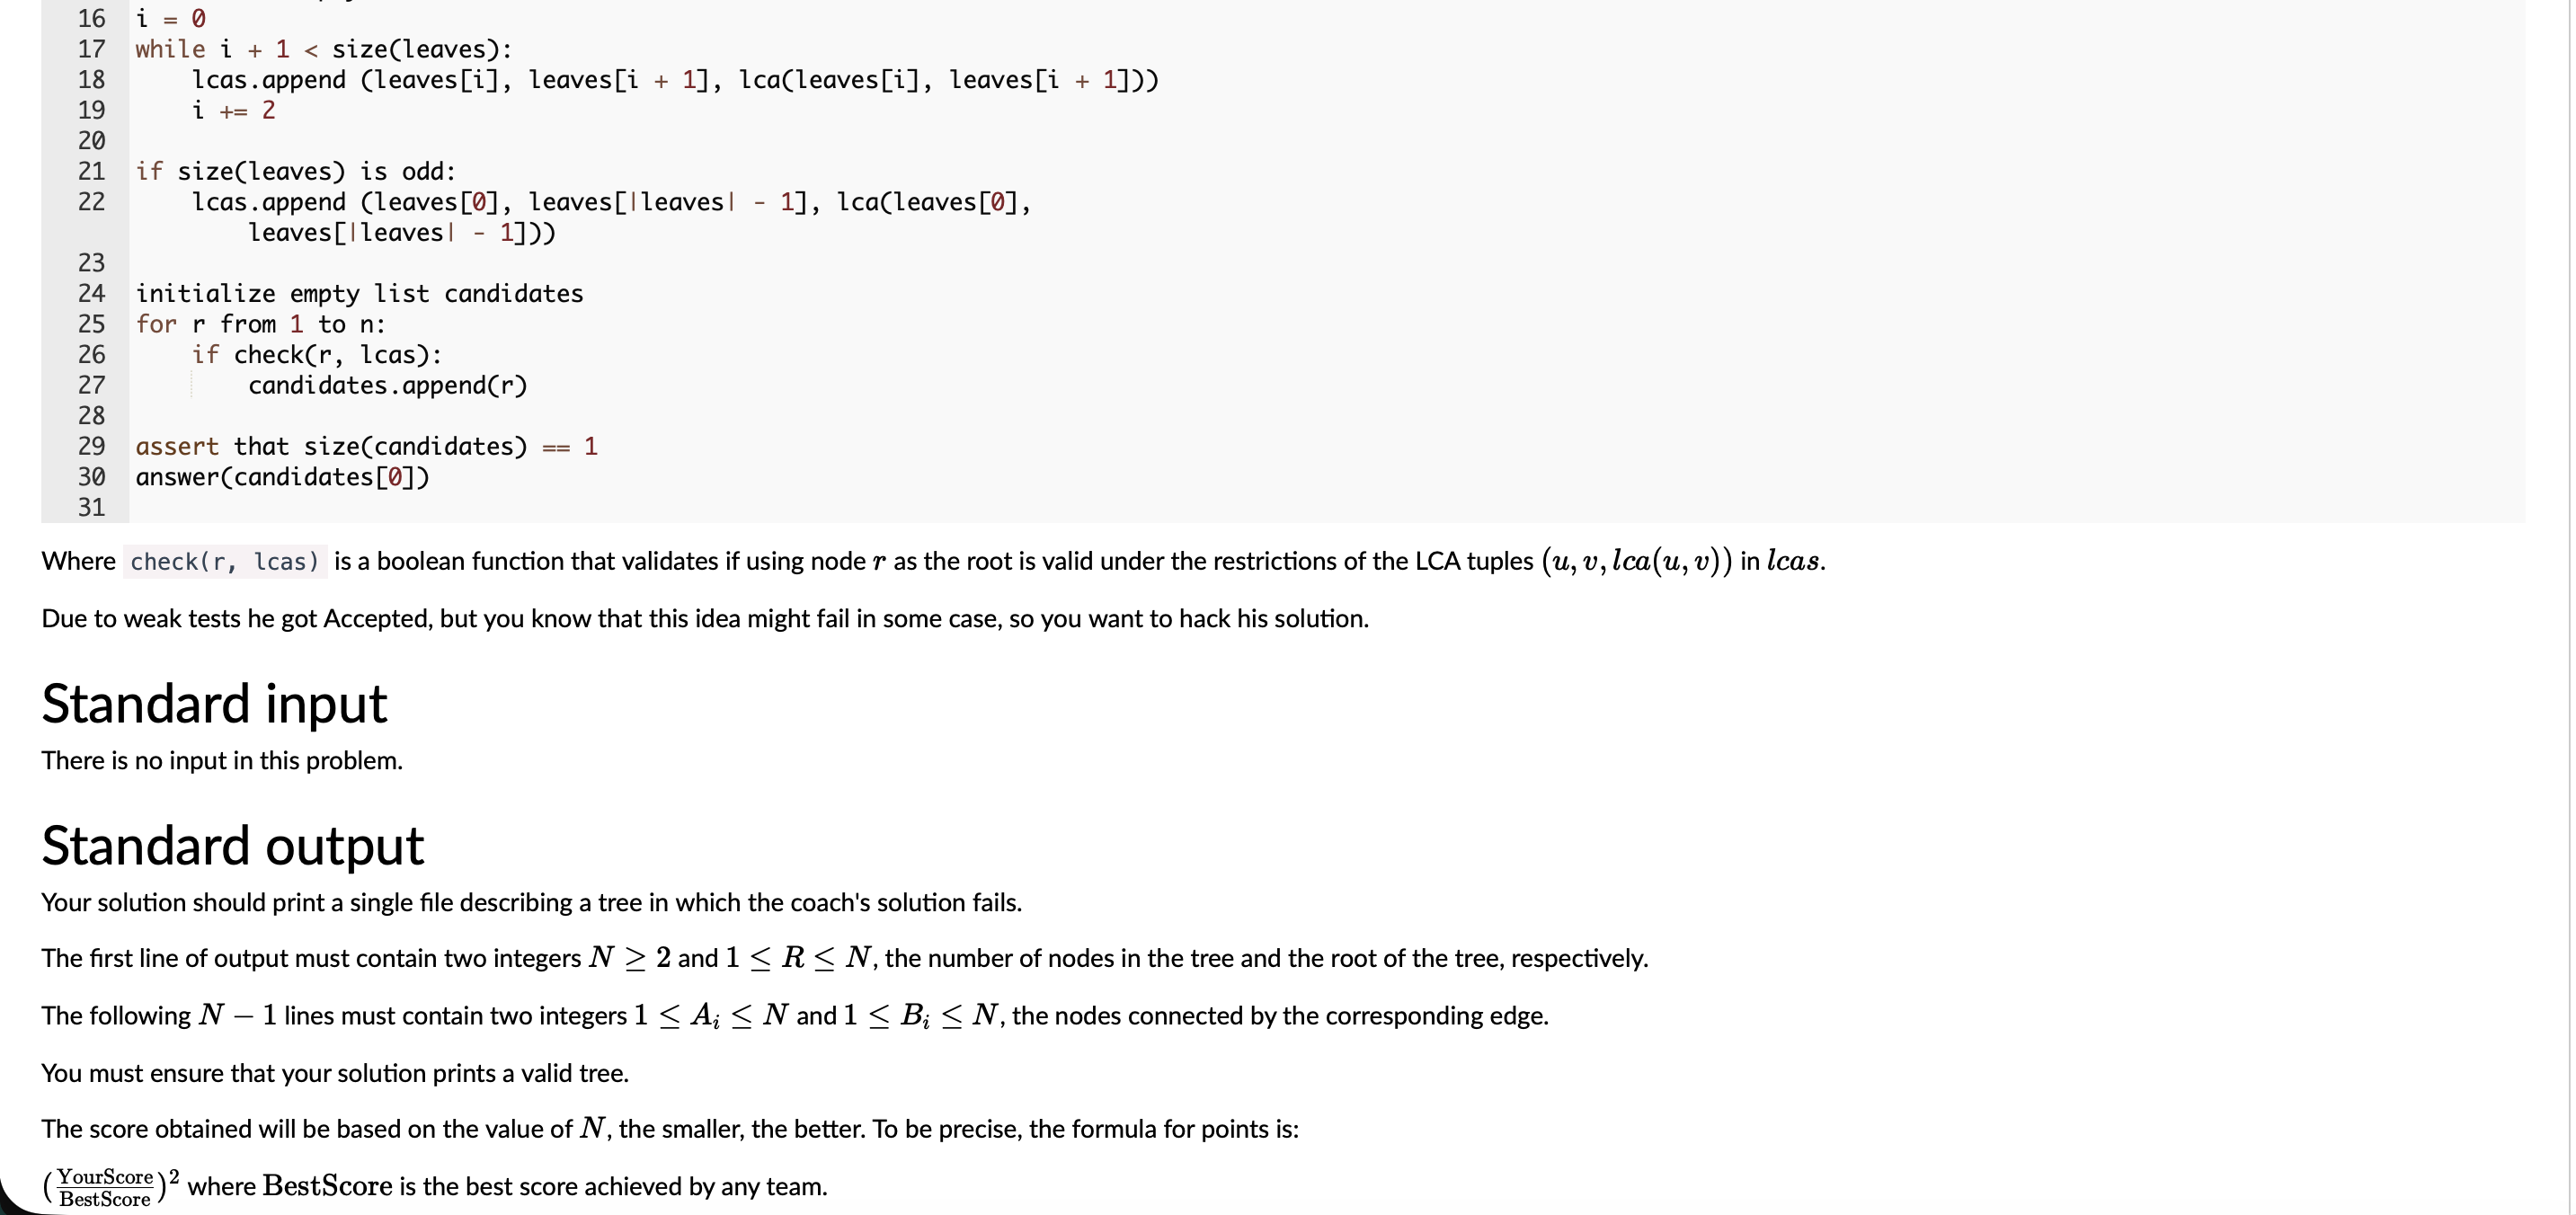 16 i = 0
17 while i + 1 < size(leaves):
18 lcas.append (leaves[i], leaves[i + 1], lca(leaves[i], leaves[i + 1]))
19 i += 2
20
21 if size(leaves) is odd:
22 lcas.append (leaves[0], leaves[|leaves| - 1], lca(leaves[0],
leaves[|leaves| - 1]))
23
24 initialize empty list candidates
25 for r from 1 to n:
26 if check(r, lcas):
27 candidates.append(r)
28
29 assert that size(candidates) == 1
30 answer(candidates[0])
31
Where check(r, lcas) is a boolean function that validates if using node r as the root is valid under the restrictions of the LCA tuples (u, v, lca(u, v)) in lcas.
Due to weak tests he got Accepted, but you know that this idea might fail in some case, so you want to hack his solution.
Standard input
There is no input in this problem.
Standard output
Your solution should print a single file describing a tree in which the coach's solution fails.
The first line of output must contain two integers N ≥ 2 and 1 ≤ R ≤ N, the number of nodes in the tree and the root of the tree, respectively.
The following N − 1 lines must contain two integers 1 ≤ A_i ≤ N and 1 ≤ B_i ≤ N, the nodes connected by the corresponding edge.
You must ensure that your solution prints a valid tree.
The score obtained will be based on the value of N, the smaller, the better. To be precise, the formula for points is:
(YourScore/BestScore)² where BestScore is the best score achieved by any team.